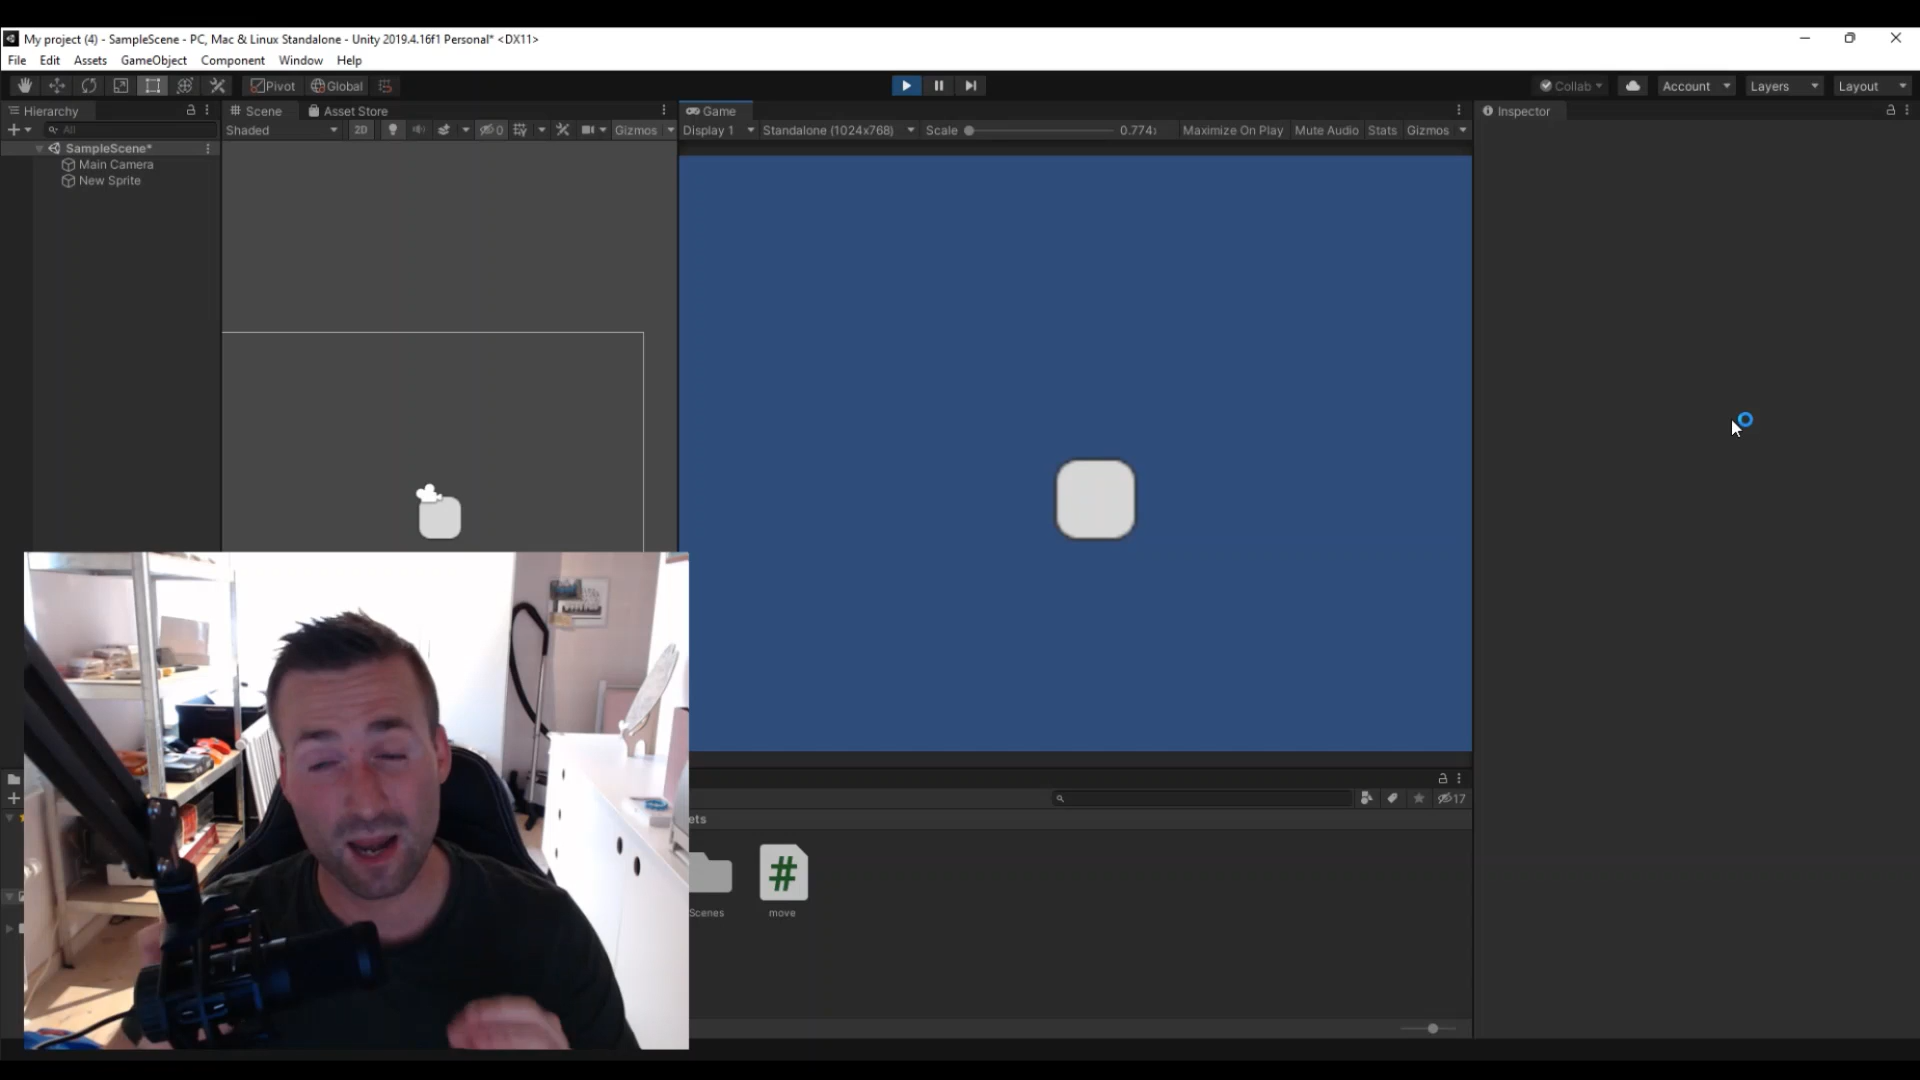 My project (4) - SampleScene - PC, Mac & Linux Standalone - Unity 2019.4.16f1 Personal* <DX11>
File Edit Assets GameObject Component Window Help
Pivot Global Collab Account Layers Layout
Hierarchy Scene Asset Store Game Inspector
All Shaded 2D 0 Gizmos Display 1 Standalone (1024x768) Scale 0.774 Maximize On Play Mute Audio Stats Gizmos
SampleScene*
Main Camera
New Sprite
17
ets
#
Scenes move